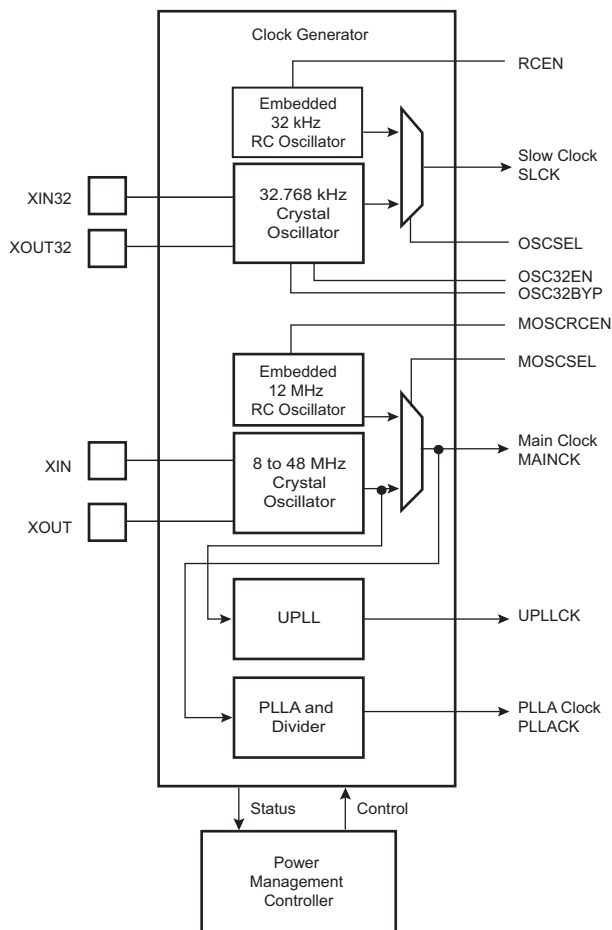 Clock Generator
RCEN
Embedded
32 kHz
RC Oscillator
Slow Clock
SLCK
XIN32
32.768 kHz
Crystal
Oscillator
XOUT32
OSCSEL
OSC32EN
OSC32BYP
MOSCRCEN
MOSCSEL
Embedded
12 MHz
RC Oscillator
Main Clock
MAINCK
XIN
8 to 48 MHz
Crystal
Oscillator
XOUT
UPLL
UPLLCK
PLLA and
Divider
PLLA Clock
PLLACK
Status
Control
Power
Management
Controller